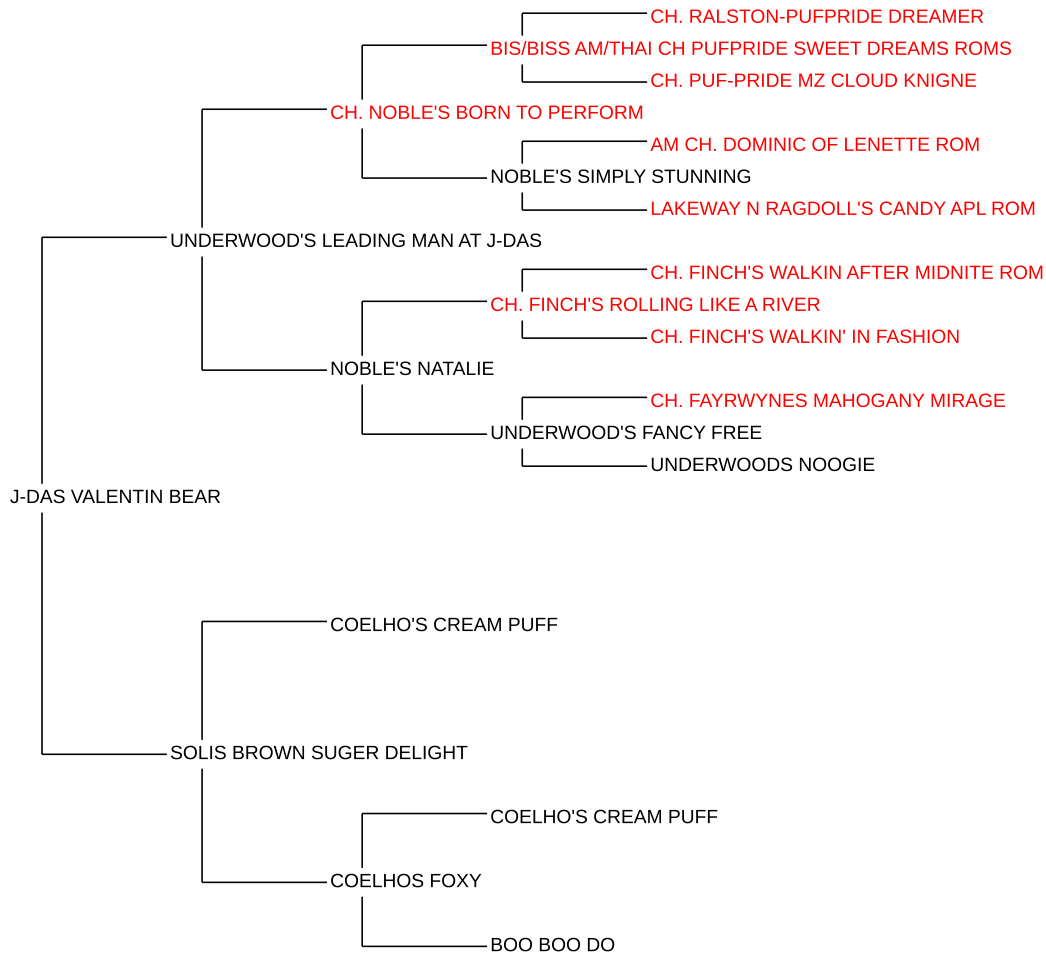 CH. RALSTON-PUFPRIDE DREAMER
BIS/BISS AM/THAI CH PUFPRIDE SWEET DREAMS ROMS
CH. PUF-PRIDE MZ CLOUD KNIGNE
CH. NOBLE'S BORN TO PERFORM
AM CH. DOMINIC OF LENETTE ROM
NOBLE'S SIMPLY STUNNING
LAKEWAY N RAGDOLL'S CANDY APL ROM
UNDERWOOD'S LEADING MAN AT J-DAS
CH. FINCH'S WALKIN AFTER MIDNITE ROM
CH. FINCH'S ROLLING LIKE A RIVER
CH. FINCH'S WALKIN' IN FASHION
NOBLE'S NATALIE
CH. FAYRWYNES MAHOGANY MIRAGE
UNDERWOOD'S FANCY FREE
UNDERWOODS NOOGIE
J-DAS VALENTIN BEAR
COELHO'S CREAM PUFF
SOLIS BROWN SUGER DELIGHT
COELHO'S CREAM PUFF
COELHOS FOXY
BOO BOO DO